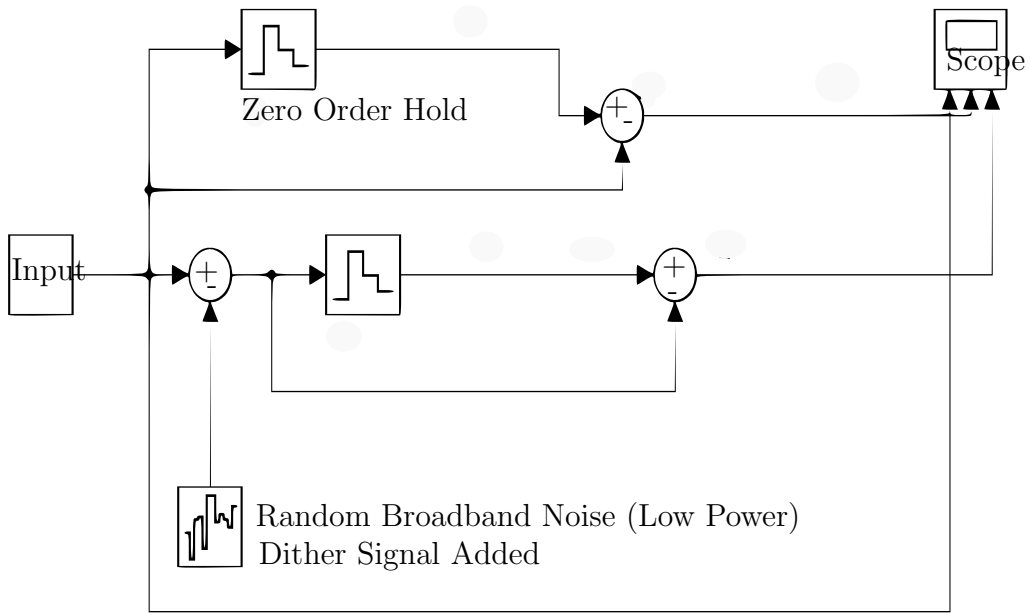 Scope
Zero Order Hold
+
-
Input
+
-
+
-
Random Broadband Noise (Low Power)
Dither Signal Added